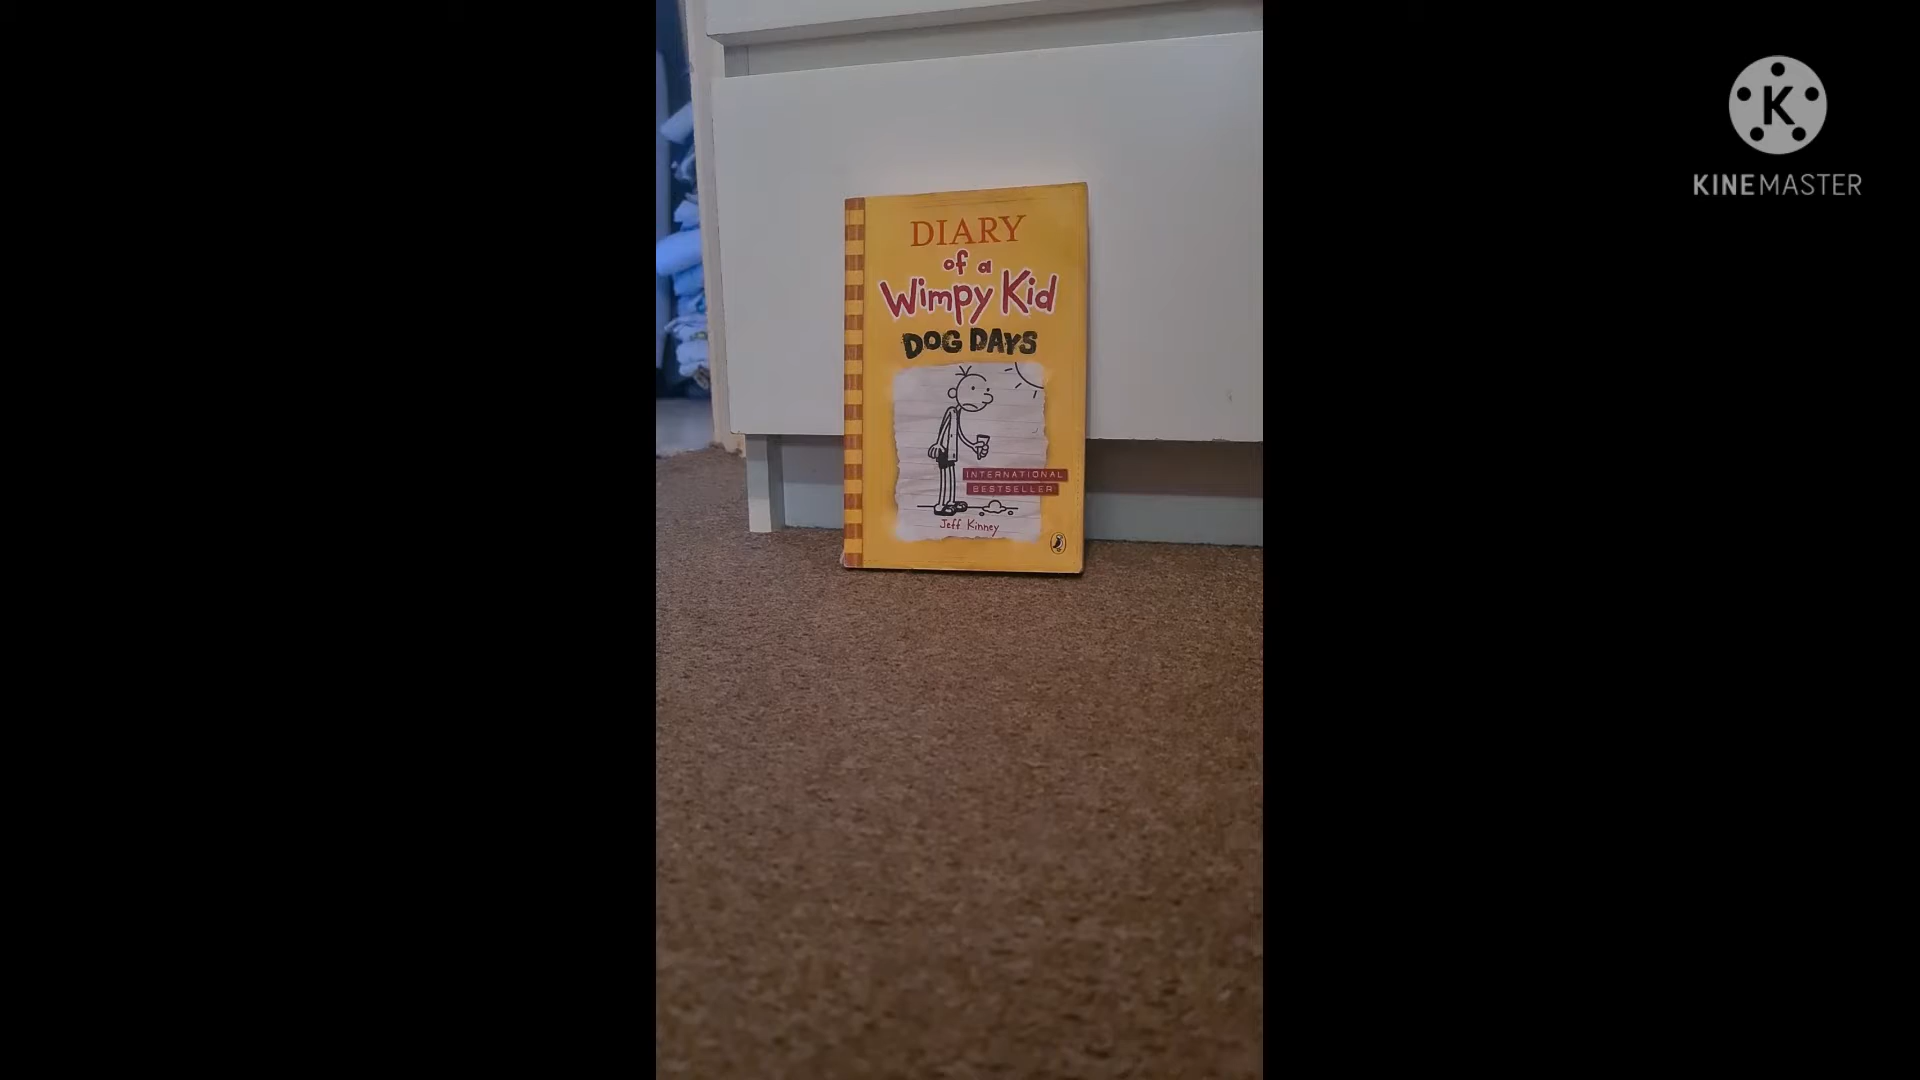 DIARY
of a
Wimpy Kid
DOG DAYS
INTERNATIONAL
BESTSELLER
Jeff Kinney
K
KINEMASTER